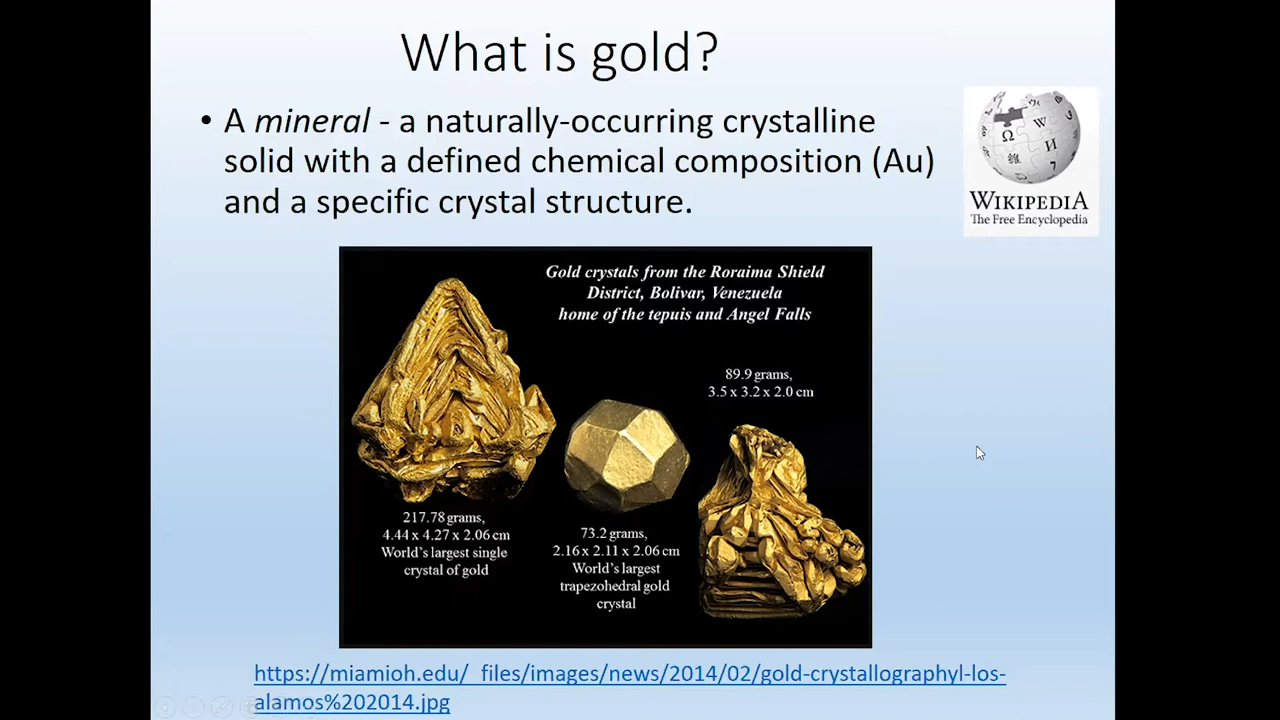 What is gold?
• A mineral - a naturally-occurring crystalline
solid with a defined chemical composition (Au)
and a specific crystal structure.
Ω W И
維 7
WIKIPEDIA
The Free Encyclopedia
Gold crystals from the Roraima Shield
District, Bolivar, Venezuela
home of the tepuis and Angel Falls
89.9 grams,
3.5 x 3.2 x 2.0 cm
217.78 grams,
4.44 x 4.27 x 2.06 cm
World's largest single
crystal of gold
73.2 grams,
2.16 x 2.11 x 2.06 cm
World's largest
trapezohedral gold
crystal
https://miamioh.edu/_files/images/news/2014/02/gold-crystallographyl-los-
alamos%202014.jpg